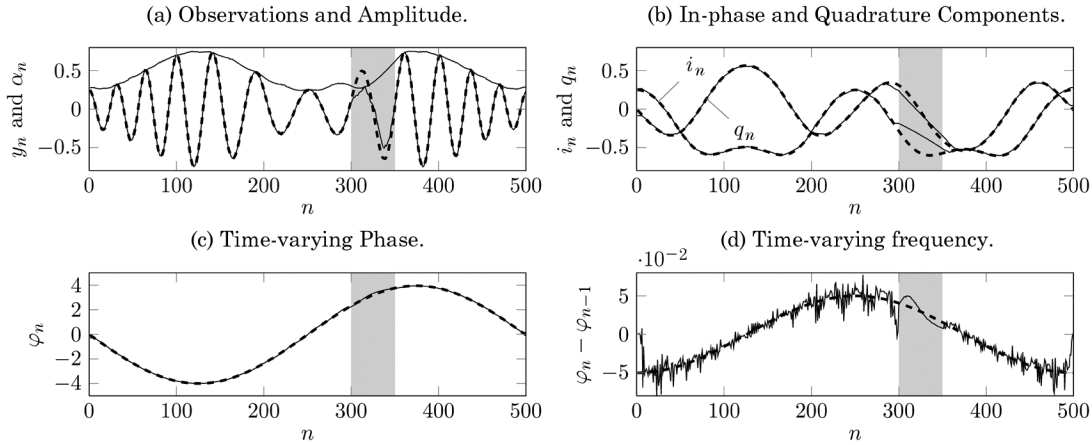 (a) Observations and Amplitude.
yₙ and αₙ
0.5
0
−0.5
0 100 200 300 400 500
n
(b) In-phase and Quadrature Components.
iₙ and qₙ
0.5
0
−0.5
iₙ
qₙ
0 100 200 300 400 500
n
(c) Time-varying Phase.
φₙ
4
2
0
−2
−4
0 100 200 300 400 500
n
(d) Time-varying frequency.
·10⁻²
φₙ − φₙ₋₁
5
0
−5
0 100 200 300 400 500
n